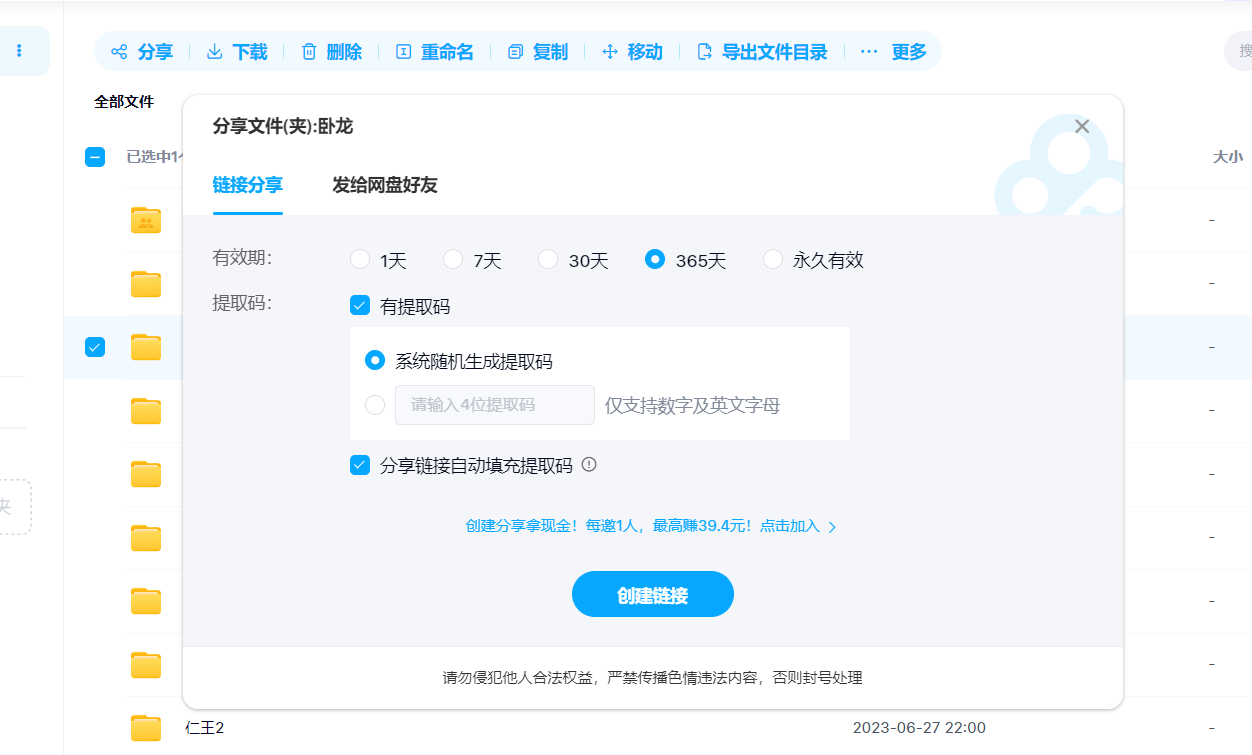 分享 下载 删除 重命名 复制 移动 导出文件目录 ··· 更多 搜
全部文件
分享文件(夹):卧龙
已选中1个 大小
链接分享 发给网盘好友
-
有效期： 1天 7天 30天 365天 永久有效
-
提取码： 有提取码
系统随机生成提取码
-
请输入4位提取码 仅支持数字及英文字母
-
分享链接自动填充提取码
-
夹
创建分享拿现金！每邀1人，最高赚39.4元！点击加入 >
-
创建链接
-
-
请勿侵犯他人合法权益，严禁传播色情违法内容，否则封号处理
仁王2 2023-06-27 22:00 -